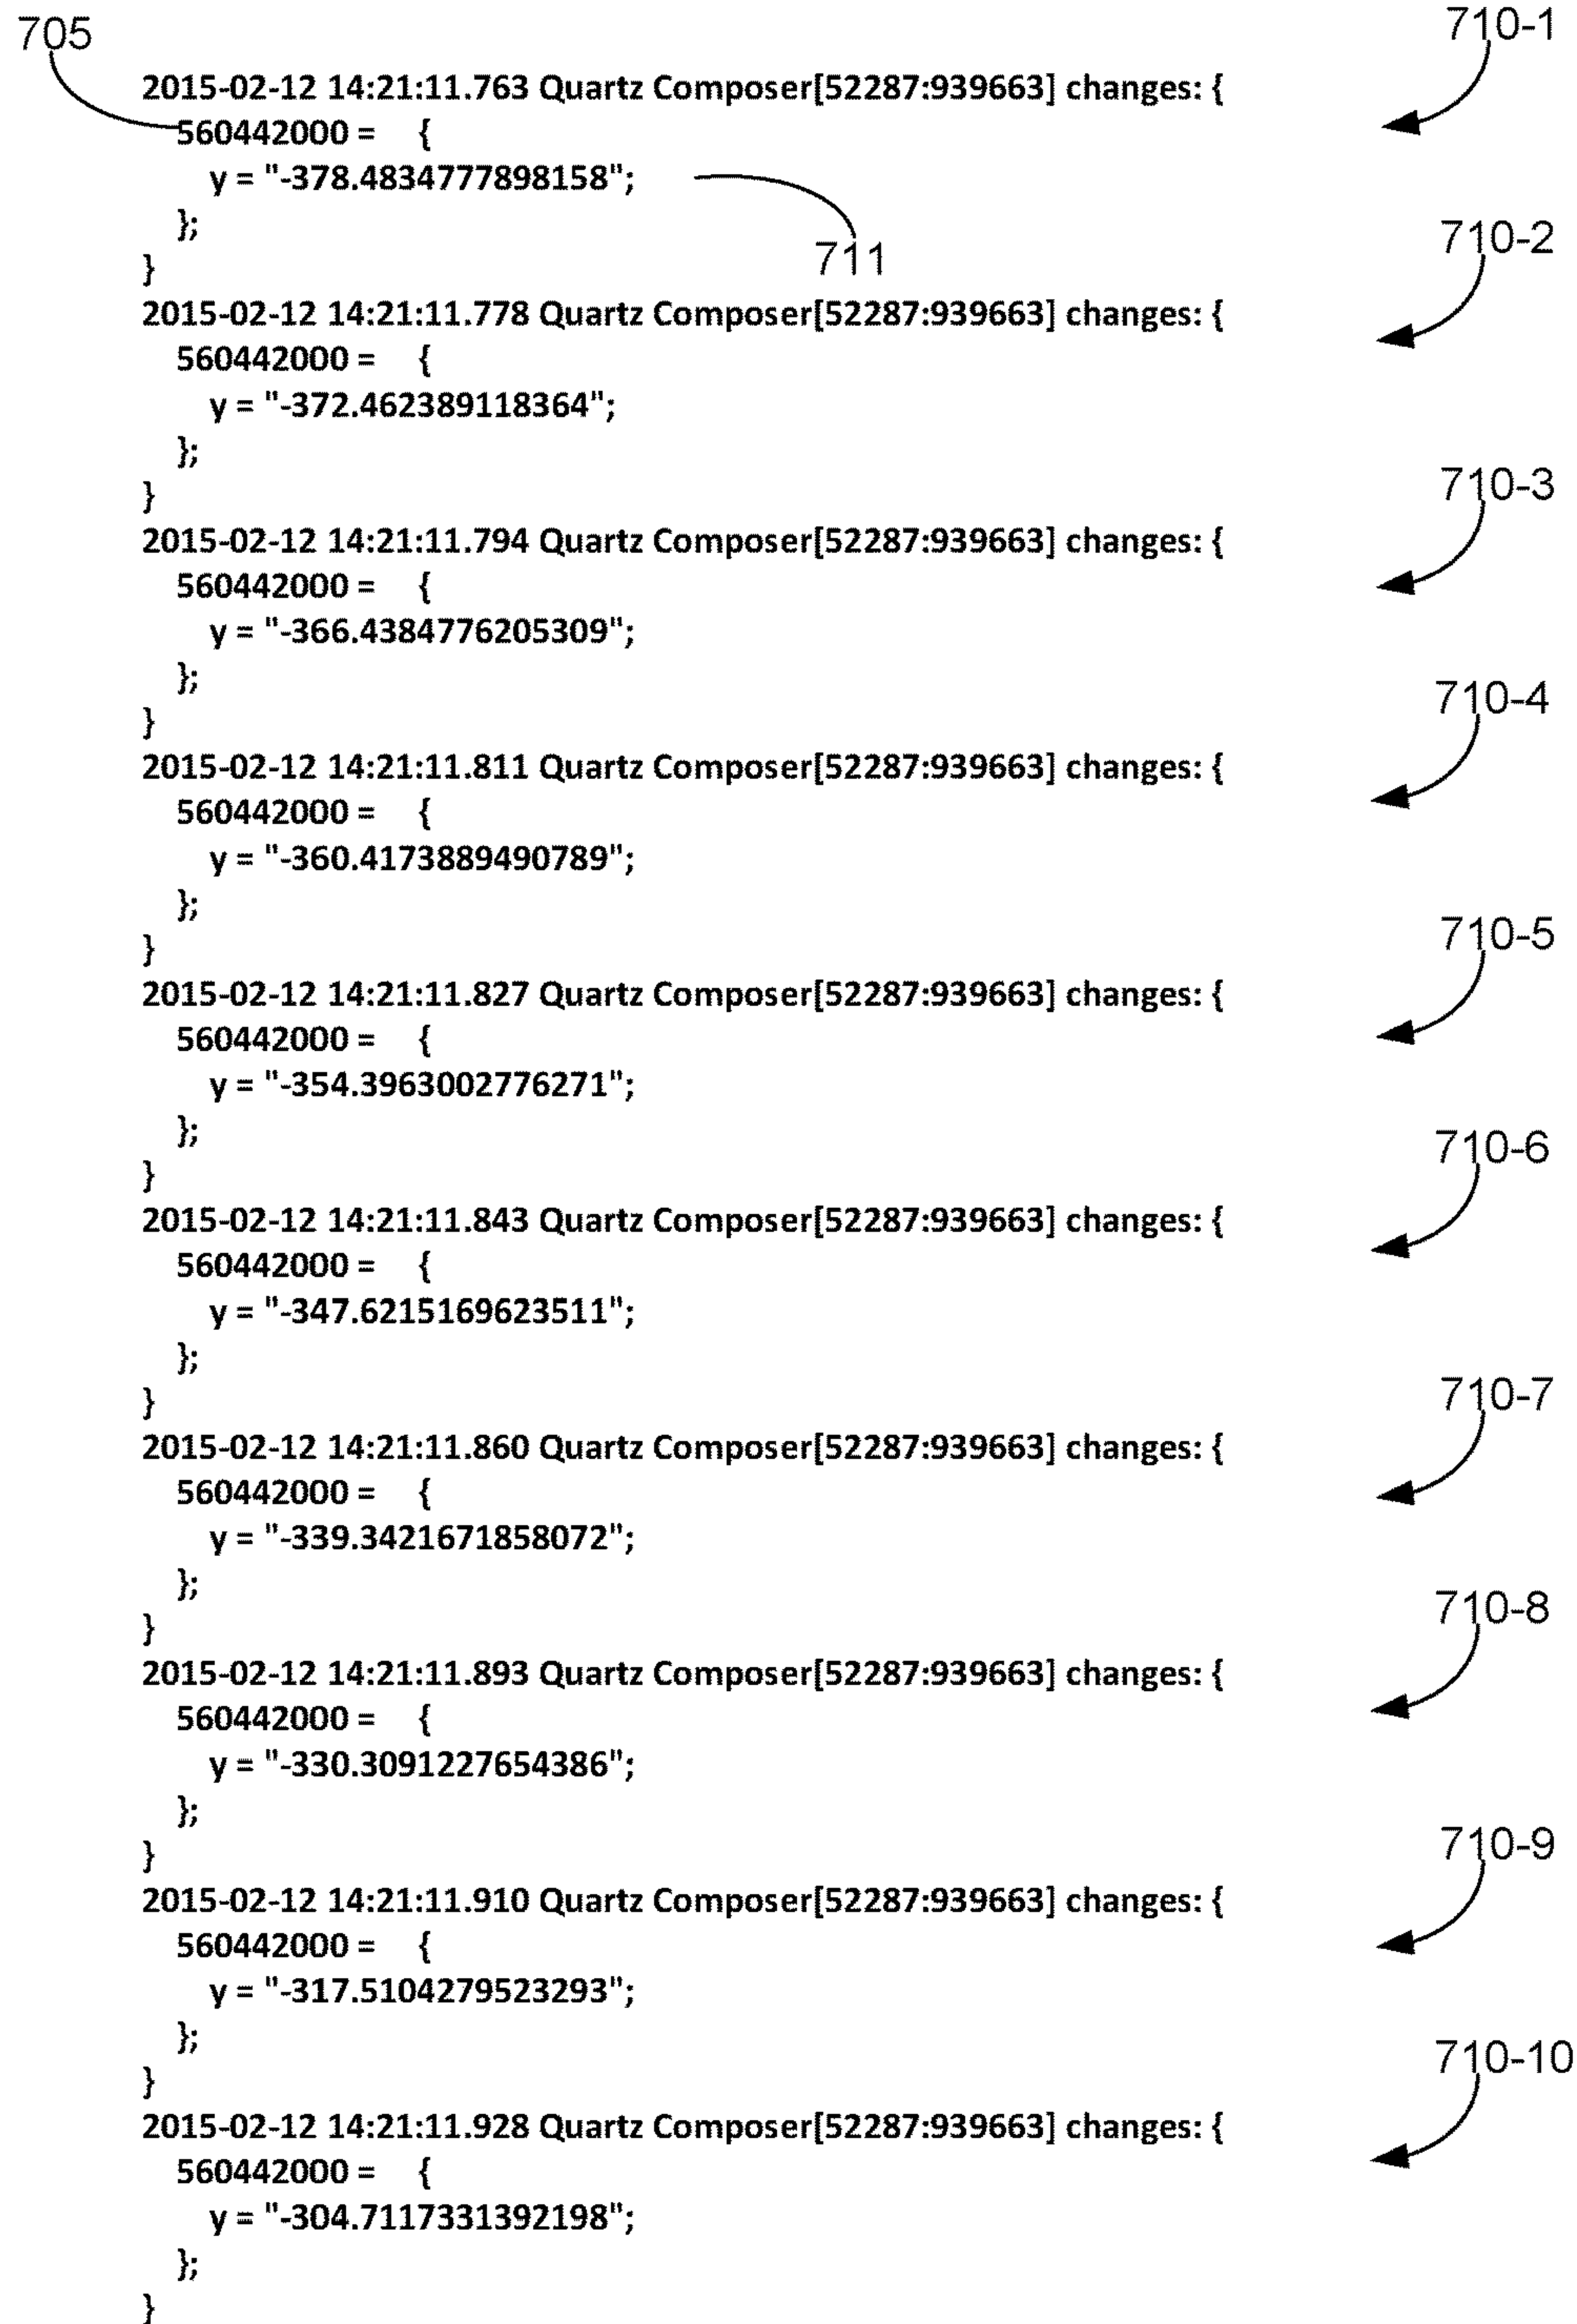 705
710-1
2015-02-12 14:21:11.763 Quartz Composer[52287:939663] changes: {
560442000 = {
y = "-378.4834777898158";
};
711
710-2
}
2015-02-12 14:21:11.778 Quartz Composer[52287:939663] changes: {
560442000 = {
y = "-372.462389118364";
};
710-3
}
2015-02-12 14:21:11.794 Quartz Composer[52287:939663] changes: {
560442000 = {
y = "-366.4384776205309";
};
710-4
}
2015-02-12 14:21:11.811 Quartz Composer[52287:939663] changes: {
560442000 = {
y = "-360.4173889490789";
};
710-5
}
2015-02-12 14:21:11.827 Quartz Composer[52287:939663] changes: {
560442000 = {
y = "-354.3963002776271";
};
710-6
}
2015-02-12 14:21:11.843 Quartz Composer[52287:939663] changes: {
560442000 = {
y = "-347.6215169623511";
};
710-7
}
2015-02-12 14:21:11.860 Quartz Composer[52287:939663] changes: {
560442000 = {
y = "-339.3421671858072";
};
710-8
}
2015-02-12 14:21:11.893 Quartz Composer[52287:939663] changes: {
560442000 = {
y = "-330.3091227654386";
};
710-9
}
2015-02-12 14:21:11.910 Quartz Composer[52287:939663] changes: {
560442000 = {
y = "-317.5104279523293";
};
710-10
}
2015-02-12 14:21:11.928 Quartz Composer[52287:939663] changes: {
560442000 = {
y = "-304.7117331392198";
};
}